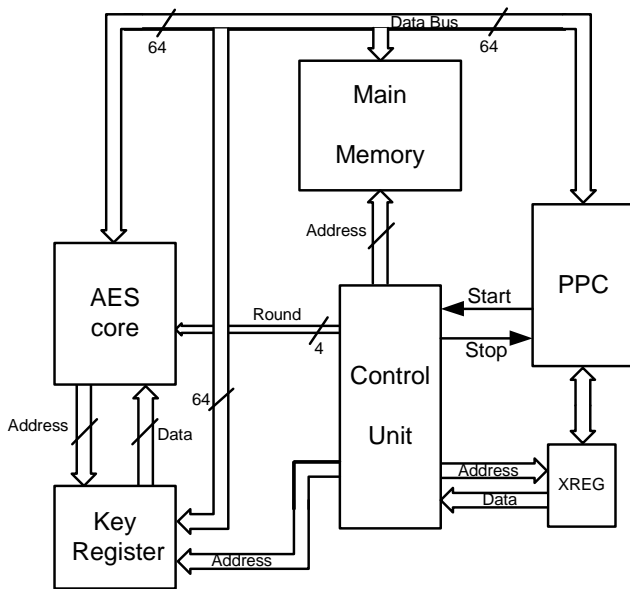 Data Bus
64
64
Main
Memory
Address
AES
core
PPC
Start
Round
4
Stop
Control
Unit
64
Address
Data
Address
XREG
Data
Key
Register
Address